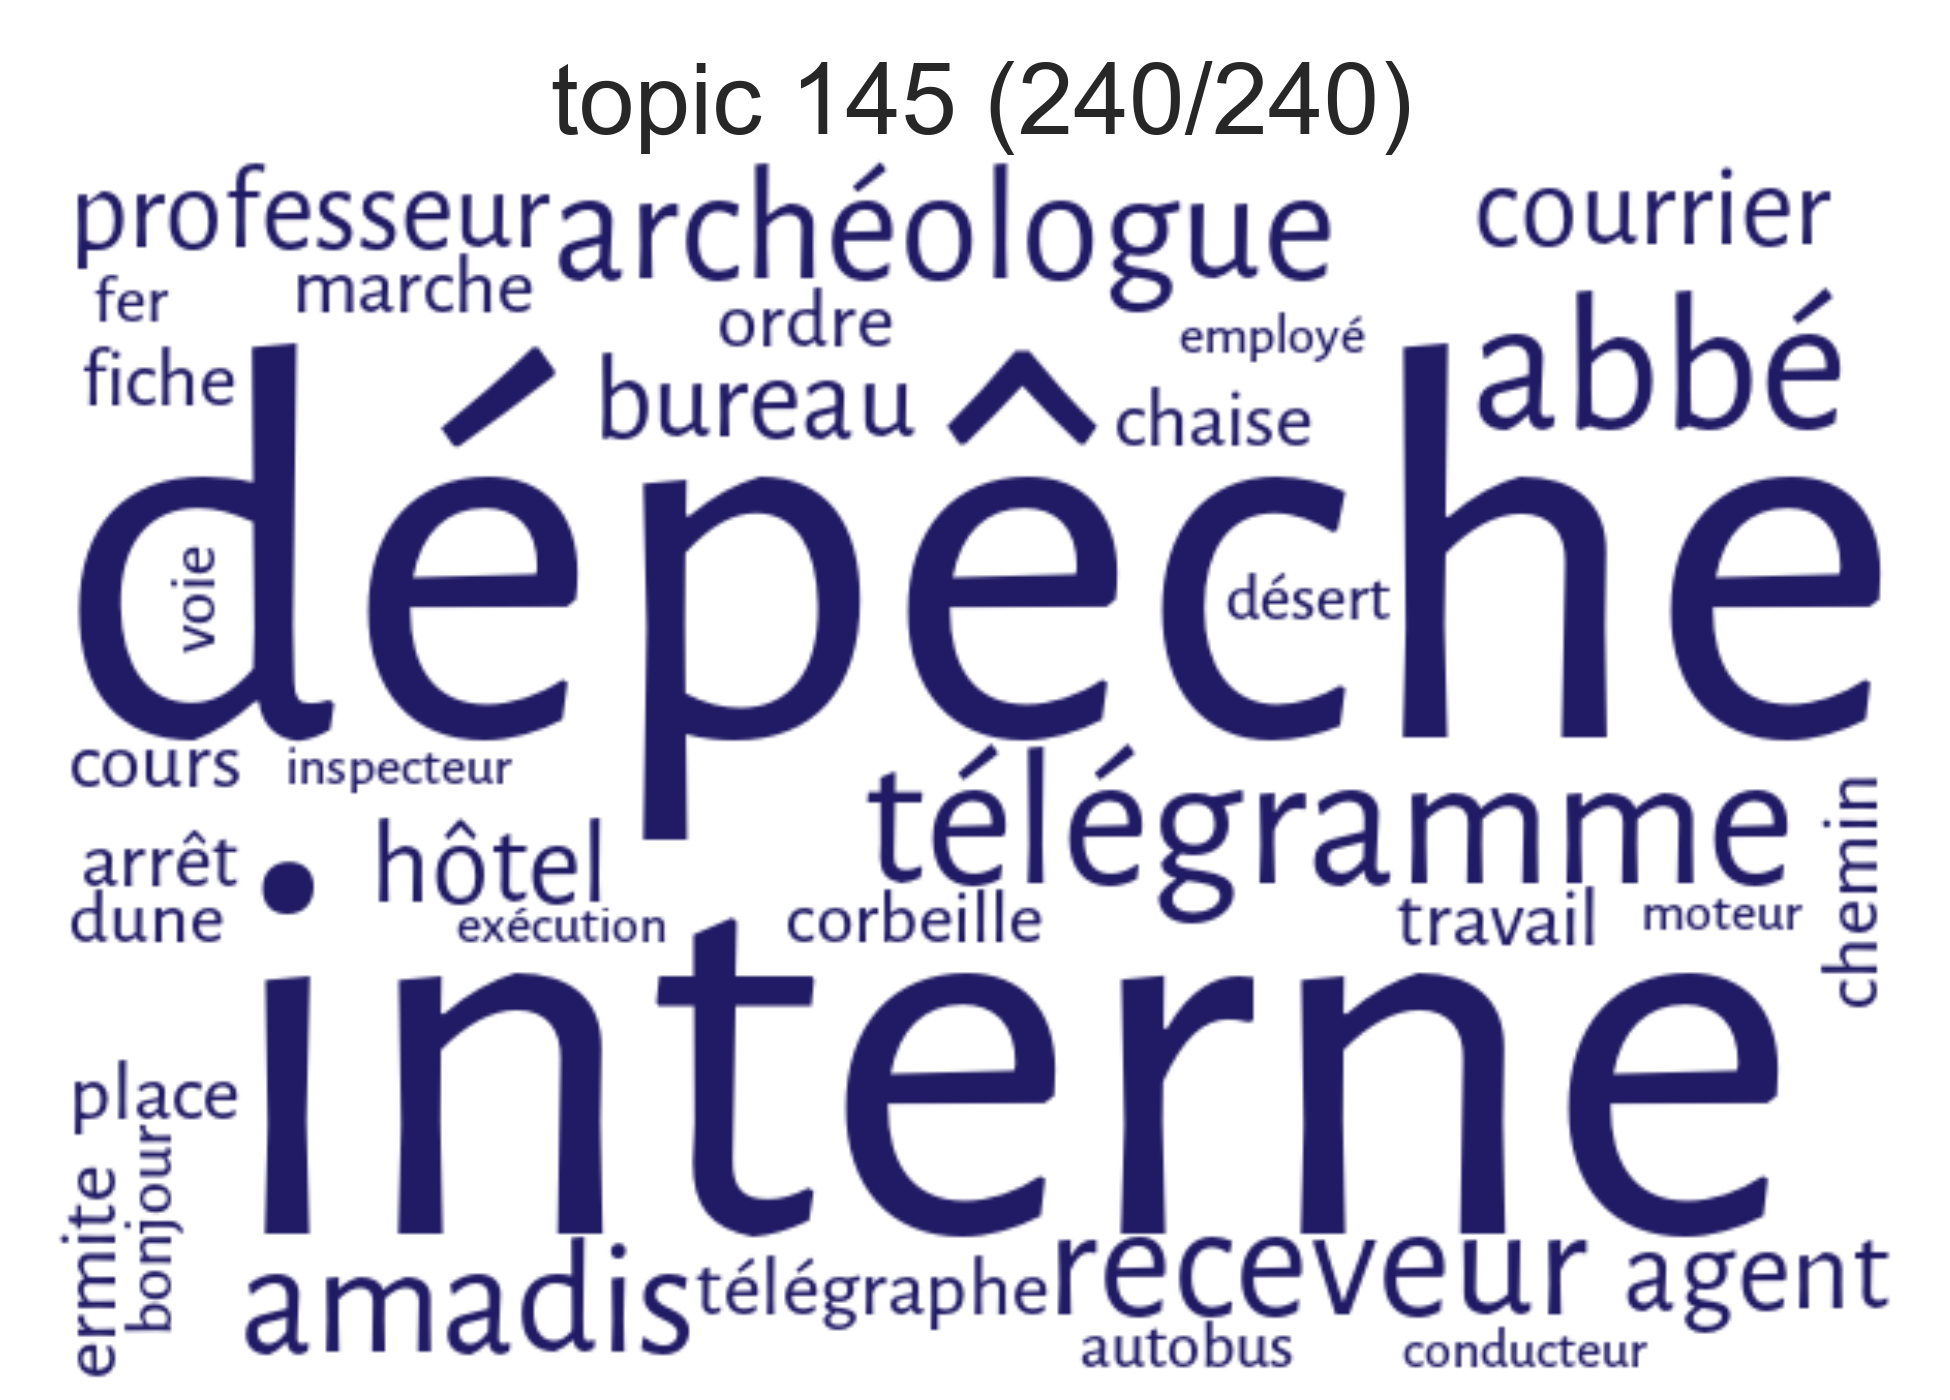 topic 145 (240/240)
professeur
archéologue
courrier
fer
marche
ordre
employé
abbé
fiche
bureau
chaise
dépêche
voie
désert
cours
inspecteur
télégramme
chemin
arrêt
hôtel
dune
exécution
corbeille
travail
moteur
interne
place
bonjour
ermite
amadis
télégraphe
receveur
agent
autobus
conducteur